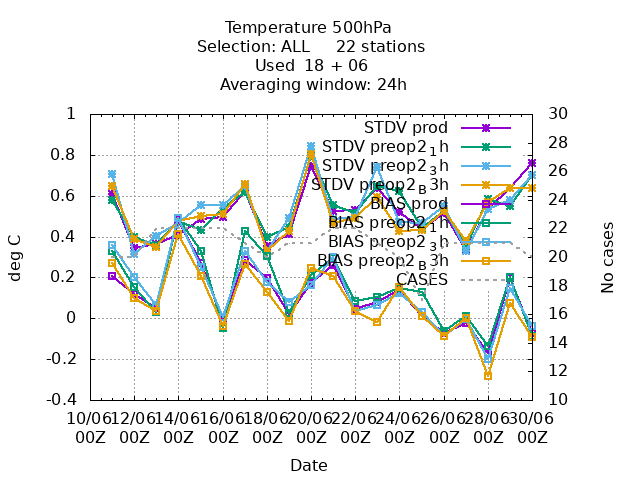 Temperature 500hPa
Selection: ALL 22 stations
Used 18 + 06
Averaging window: 24h
1
0.8
0.6
0.4
0.2
0
-0.2
-0.4
deg C
30
28
26
24
22
20
18
16
14
12
10
No cases
STDV prod
STDV preop2₁h
STDV preop2₃h
STDV preop2_B3h
BIAS prod
BIAS preop2₁h
BIAS preop2₃h
BIAS preop2_B3h
CASES
10/06 12/06 14/06 16/06 18/06 20/06 22/06 24/06 26/06 28/06 30/06
00Z 00Z 00Z 00Z 00Z 00Z 00Z 00Z 00Z 00Z 00Z
Date